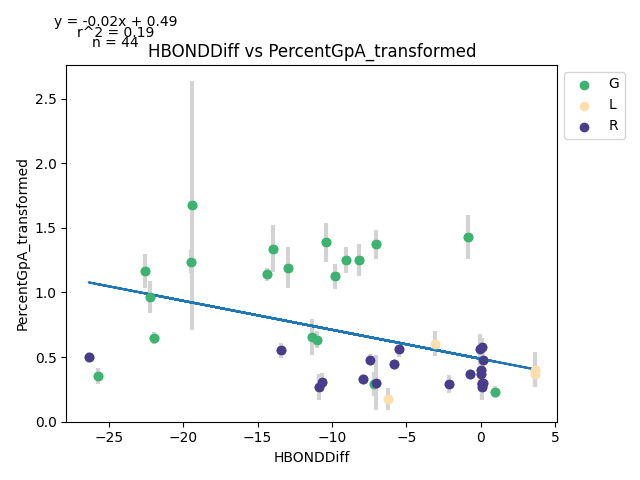 y = -0.02x + 0.49
r^2 = 0.19
n = 44
HBONDDiff vs PercentGpA_transformed
G
L
R
PercentGpA_transformed
2.5
2.0
1.5
1.0
0.5
0.0
−25
−20
−15
−10
−5
0
5
HBONDDiff